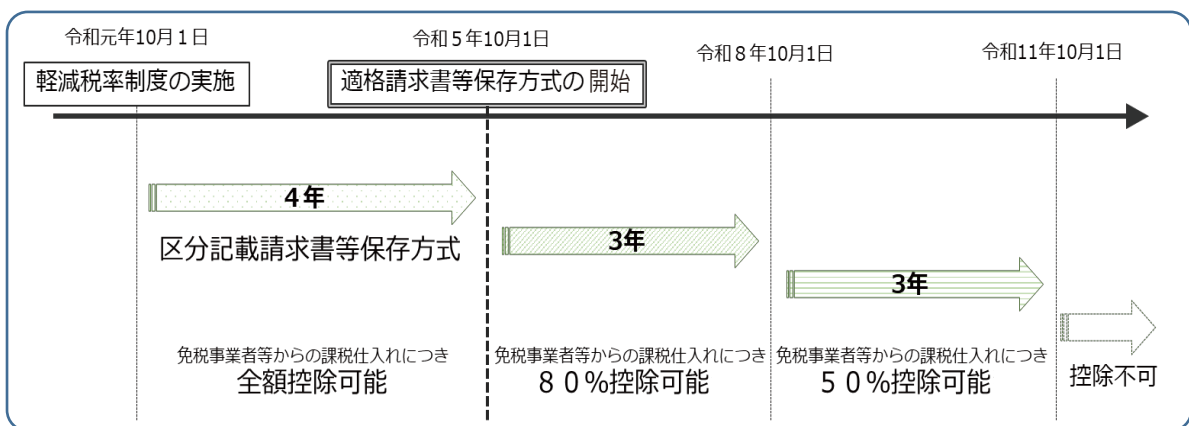 令和元年10月１日
令和５年10月1日
令和８年10月1日
令和11年10月1日
軽減税率制度の実施
適格請求書等保存方式の開始
４年
区分記載請求書等保存方式
3年
3年
免税事業者等からの課税仕入れにつき
全額控除可能
免税事業者等からの課税仕入れにつき
８０%控除可能
免税事業者等からの課税仕入れにつき
５０%控除可能
控除不可